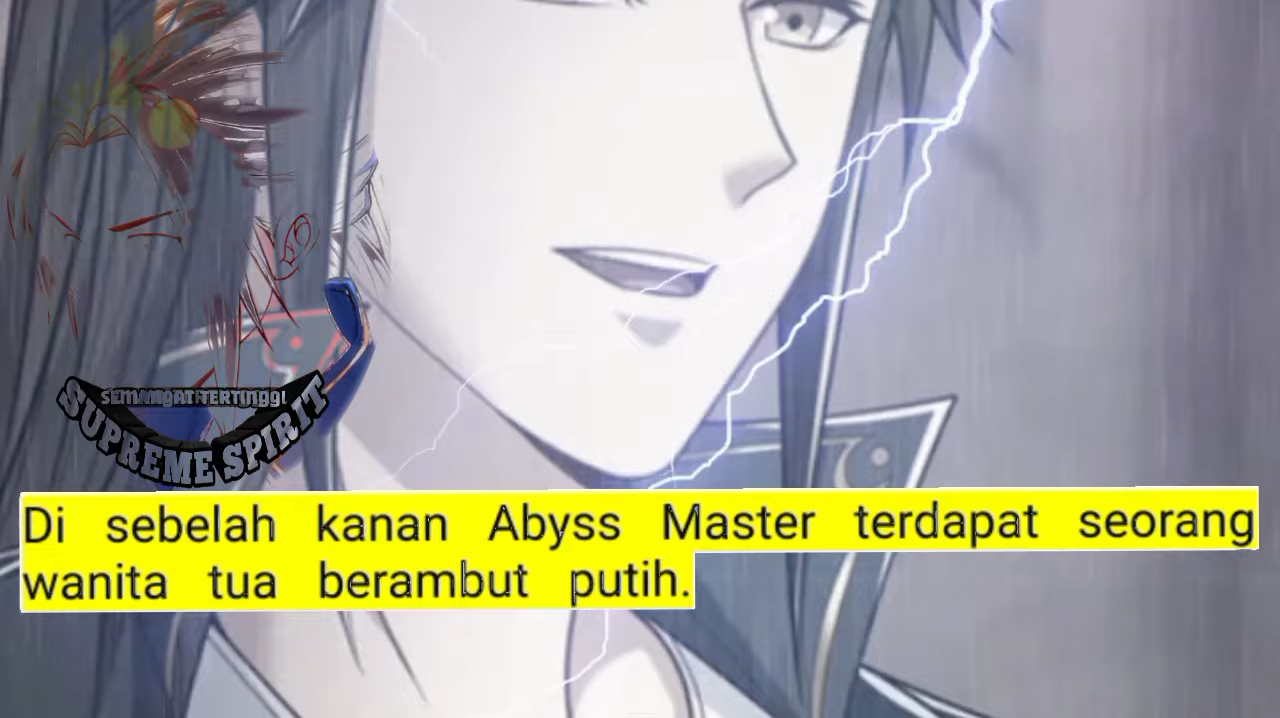 SEMANGAT TERTINGGI
SUPREME SPIRIT
Di sebelah kanan Abyss Master terdapat seorang
wanita tua berambut putih.